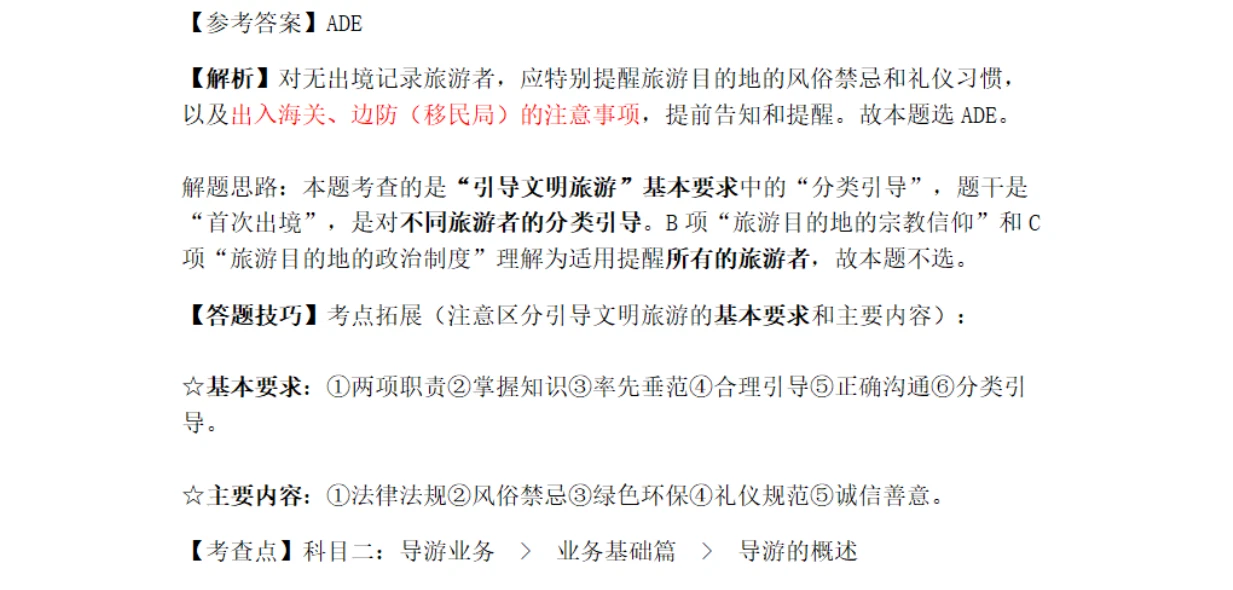 【参考答案】ADE
【解析】对无出境记录旅游者，应特别提醒旅游目的地的风俗禁忌和礼仪习惯，
以及出入海关、边防（移民局）的注意事项，提前告知和提醒。故本题选 ADE。
解题思路：本题考查的是“引导文明旅游”基本要求中的“分类引导”，题干是
“首次出境”，是对不同旅游者的分类引导。B 项“旅游目的地的宗教信仰”和 C
项“旅游目的地的政治制度”理解为适用提醒所有的旅游者，故本题不选。
【答题技巧】考点拓展（注意区分引导文明旅游的基本要求和主要内容）：
☆基本要求：①两项职责②掌握知识③率先垂范④合理引导⑤正确沟通⑥分类引
导。
☆主要内容：①法律法规②风俗禁忌③绿色环保④礼仪规范⑤诚信善意。
【考查点】科目二：导游业务 > 业务基础篇 > 导游的概述